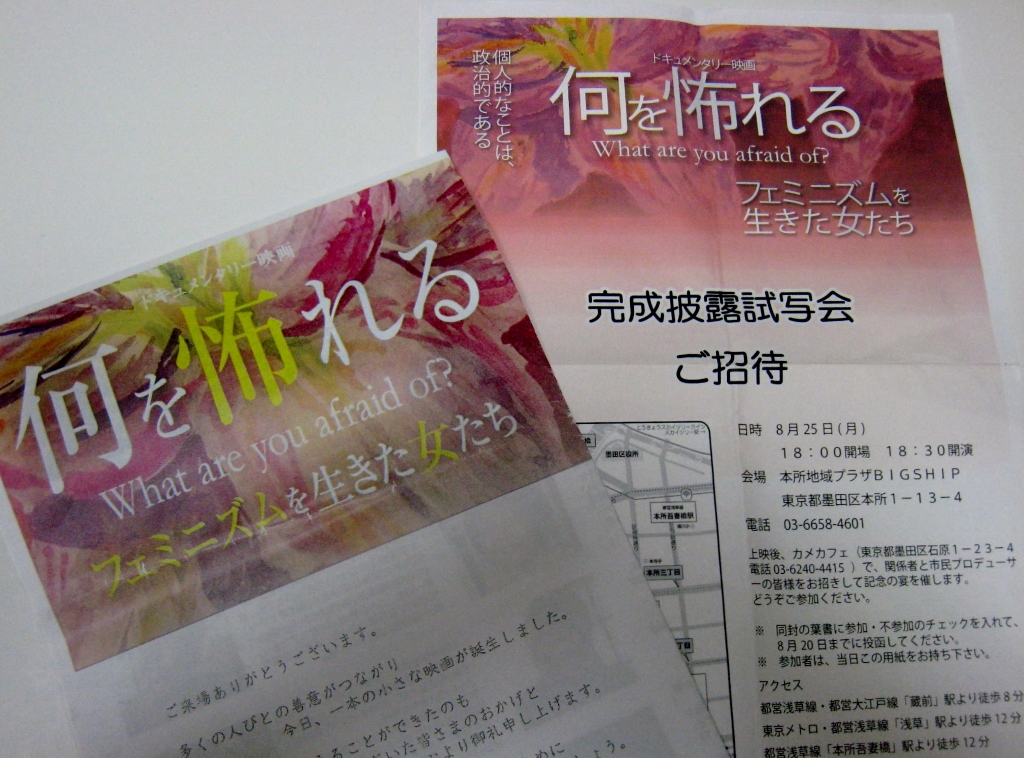 個人的なことは、
政治的である
ドキュメンタリー映画
何を怖れる
What are you afraid of?
フェミニズムを
生きた女たち
完成披露試写会
ご招待
日時 8月25日(月)
18：00開場 18：30開演
会場 本所地域プラザBIGSHIP
東京都墨田区本所1－13－4
電話 03-6658-4601
上映後、カメカフェ（東京都墨田区石原1－23－4
電話 03-6240-4415 ）で、関係者と市民プロデューサ
ーの皆様をお招きして記念の宴を催します。
どうぞご参加ください。
※ 同封の葉書に参加・不参加のチェックを入れて、
8月20日までに投函してください。
※ 参加者は、当日この用紙をお持ち下さい。
アクセス
都営浅草線・都営大江戸線「蔵前」駅より徒歩8分
東京メトロ・都営浅草線「浅草」駅より徒歩12分
都営浅草線「本所吾妻橋」駅より徒歩12分
墨田区役所
本所吾妻橋駅
本所三丁目
ドキュメンタリー映画
何を怖れる
What are you afraid of?
フェミニズムを生きた女たち
ご来場ありがとうございます。
多くの人びとの善意がつながり
今日、一本の小さな映画が誕生しました。
ることができたのも
いた皆さまのおかげと
より御礼申し上げます。
めに
しょう。